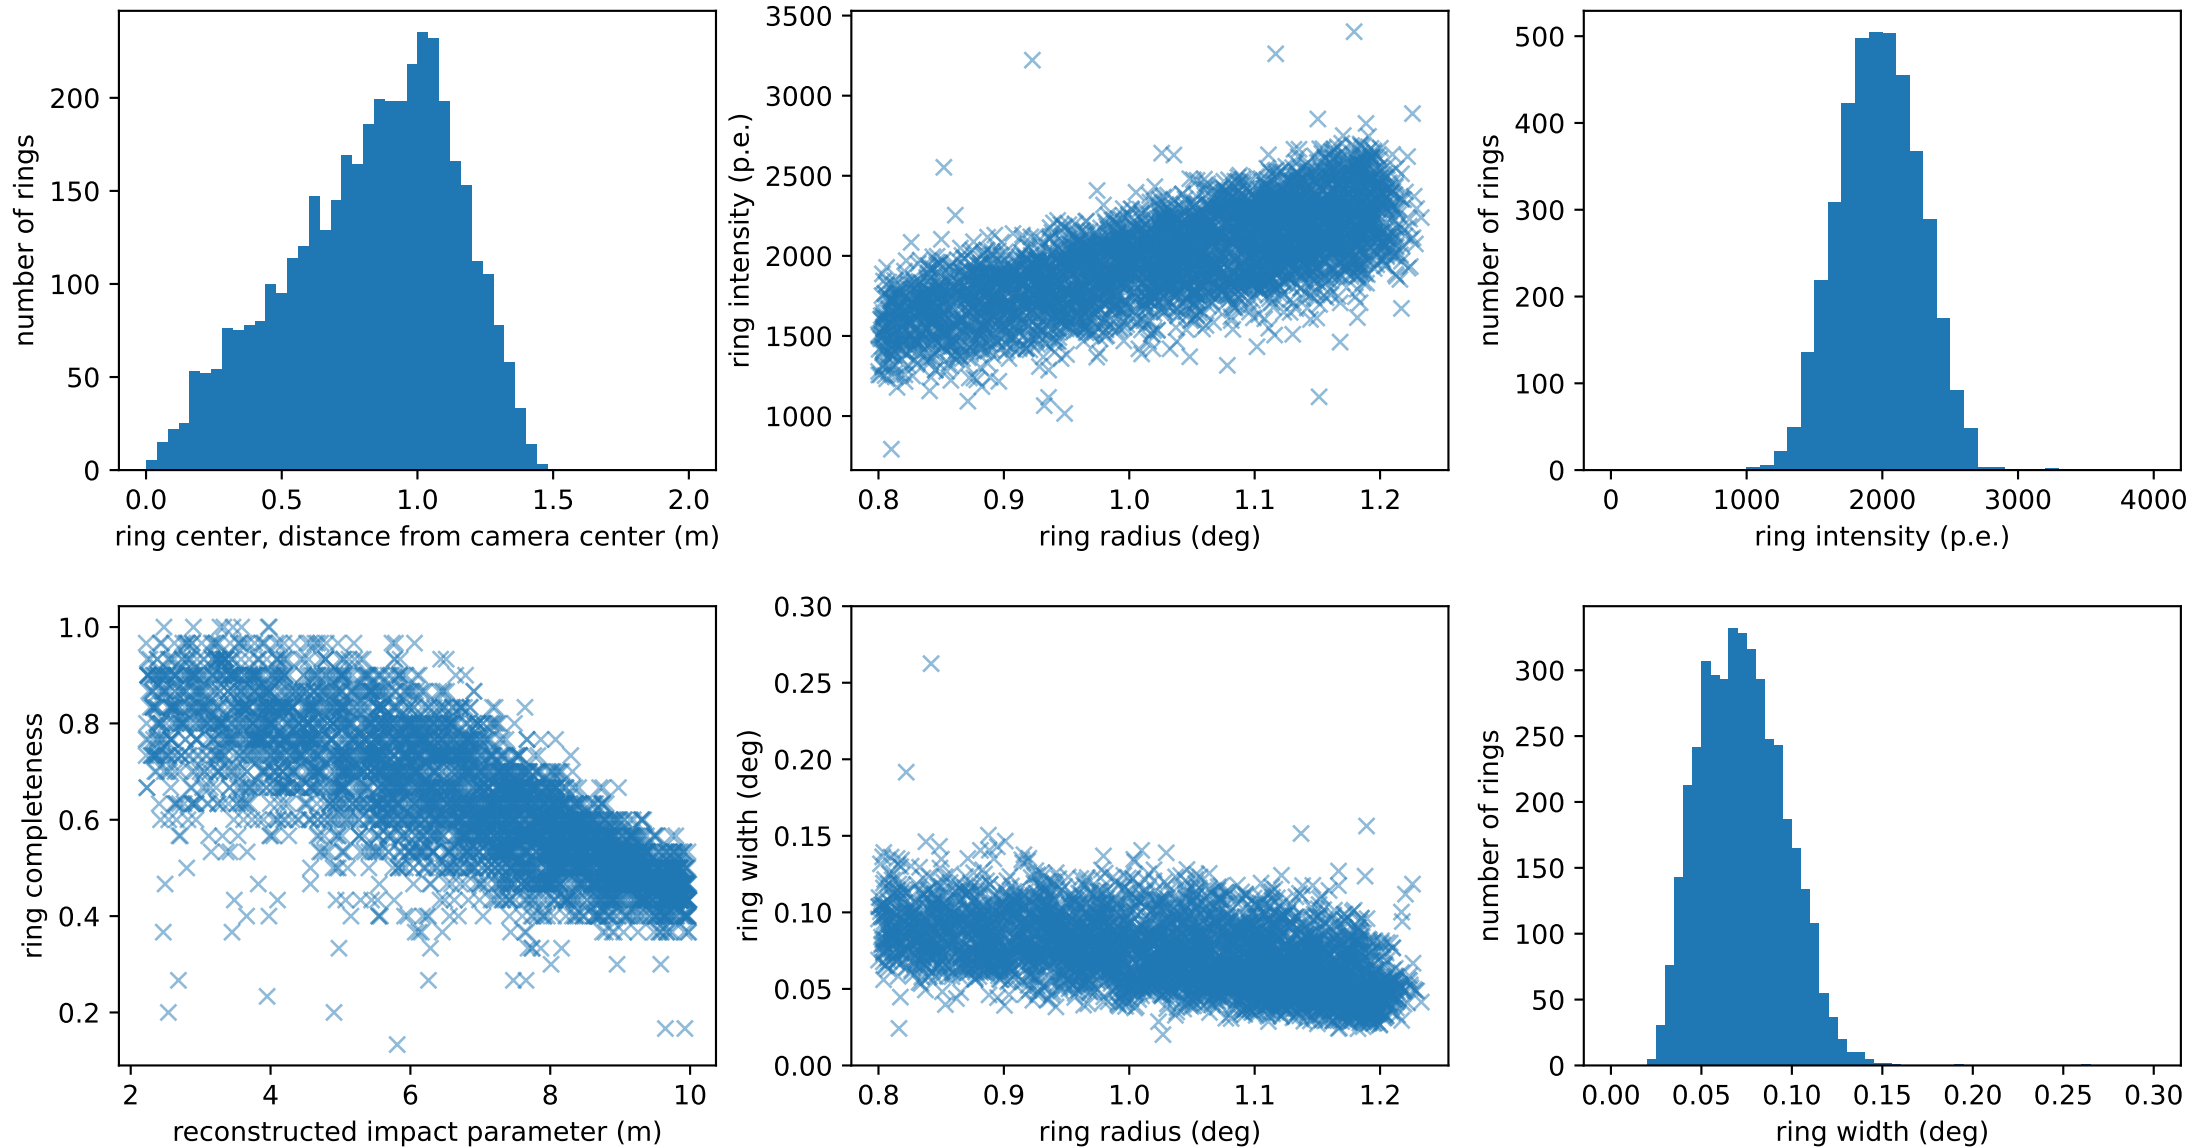 number of rings
200
150
100
50
0
0.0 0.5 1.0 1.5 2.0
ring center, distance from camera center (m)
ring intensity (p.e.)
3500
3000
2500
2000
1500
1000
0.8 0.9 1.0 1.1 1.2
ring radius (deg)
number of rings
500
400
300
200
100
0
0 1000 2000 3000 4000
ring intensity (p.e.)
ring completeness
1.0
0.8
0.6
0.4
0.2
2 4 6 8 10
reconstructed impact parameter (m)
ring width (deg)
0.30
0.25
0.20
0.15
0.10
0.05
0.00
0.8 0.9 1.0 1.1 1.2
ring radius (deg)
number of rings
300
250
200
150
100
50
0
0.00 0.05 0.10 0.15 0.20 0.25 0.30
ring width (deg)